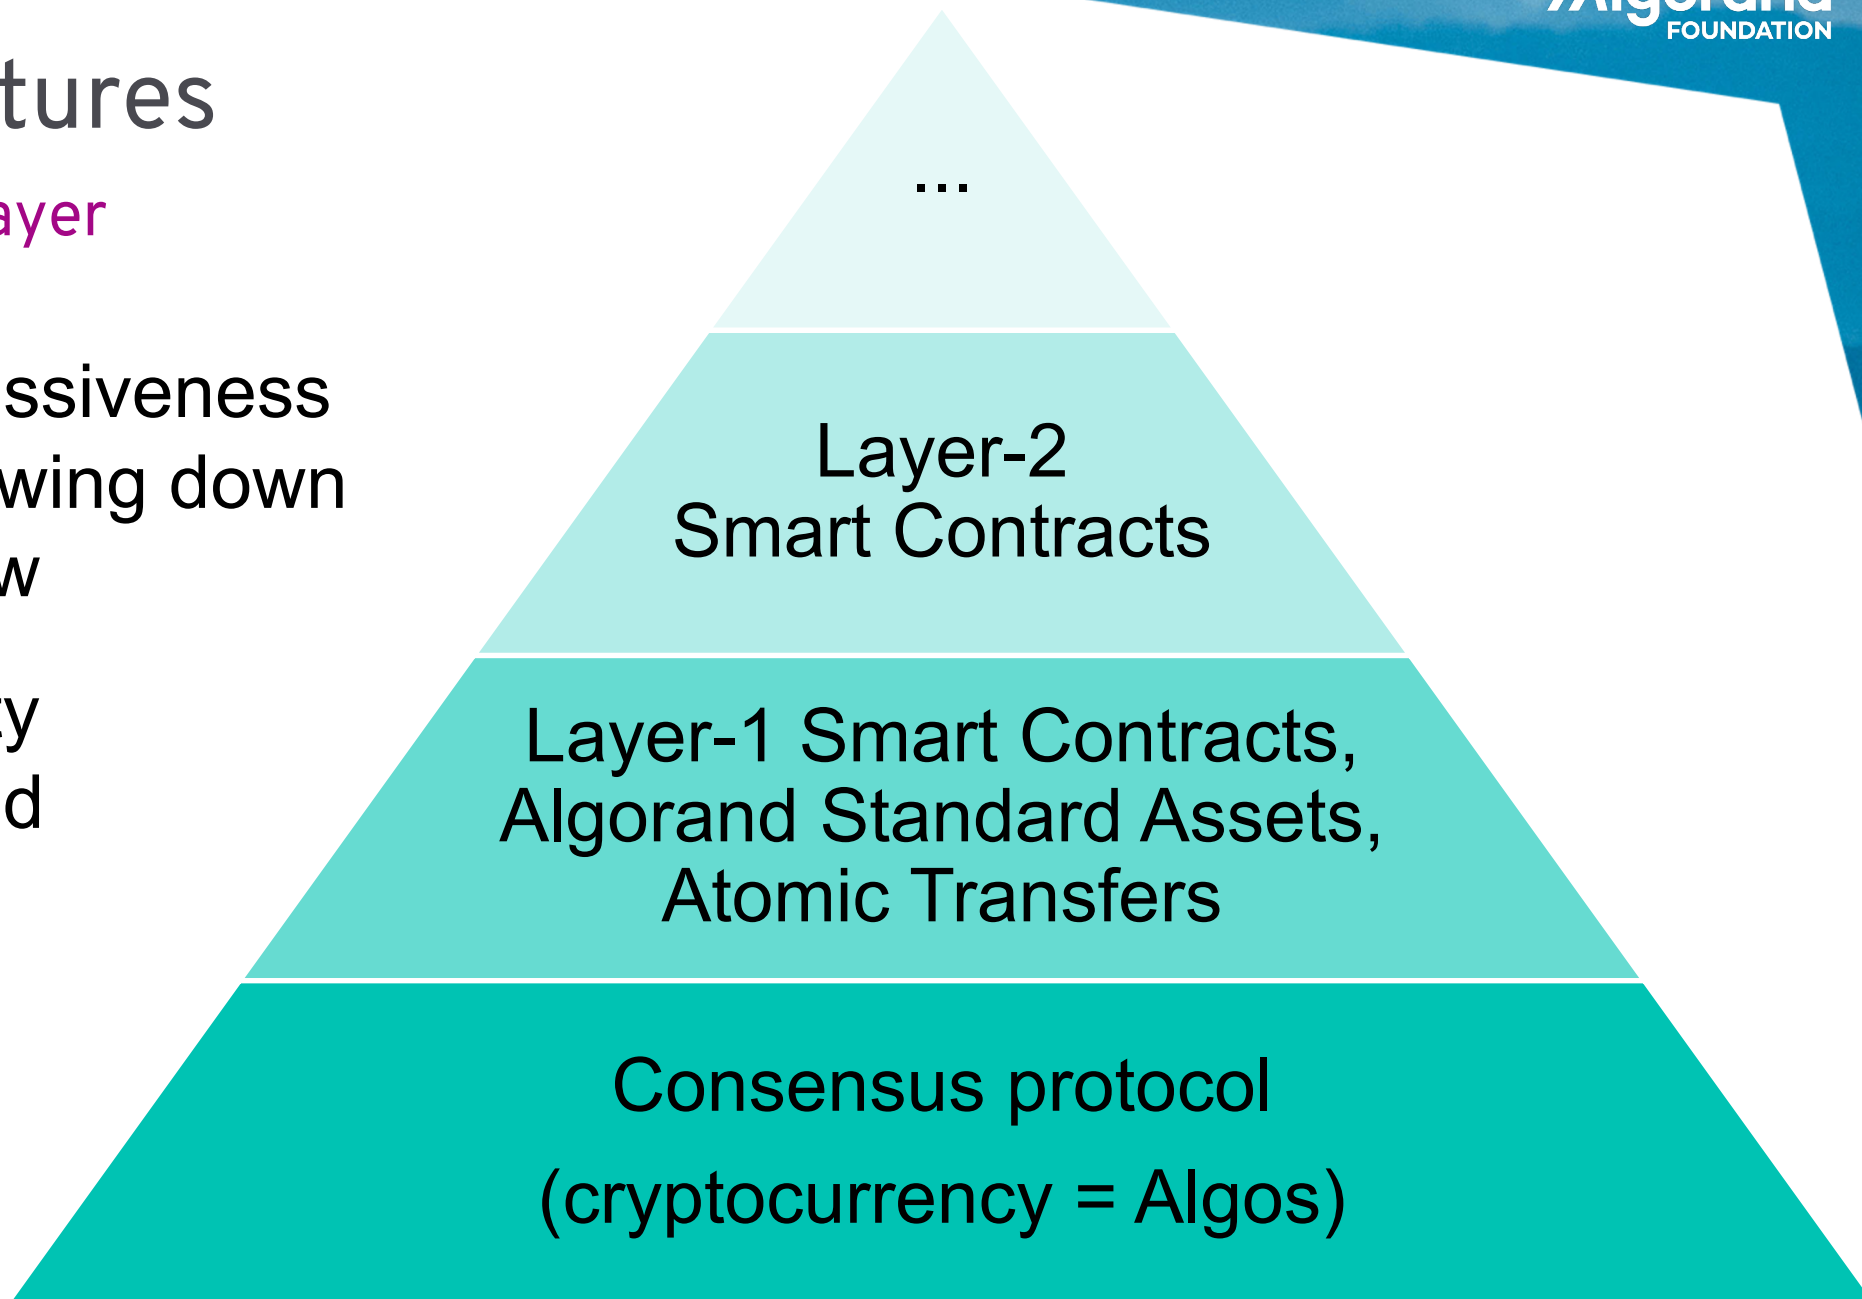 FOUNDATION
tures
ayer
ssiveness
wing down
w
ty
d
...
Layer-2
Smart Contracts
Layer-1 Smart Contracts,
Algorand Standard Assets,
Atomic Transfers
Consensus protocol
(cryptocurrency = Algos)